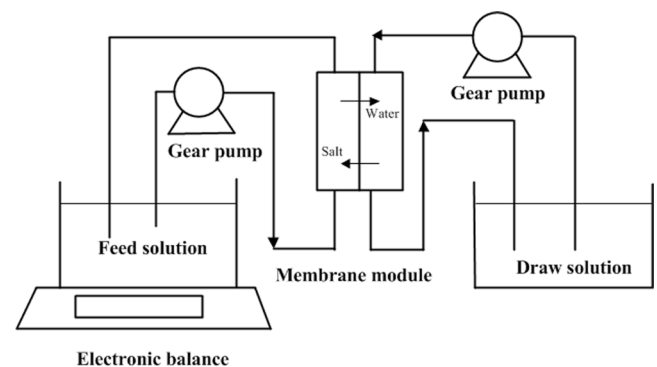 Gear pump
Water
Gear pump
Salt
Feed solution
Membrane module
Draw solution
Electronic balance